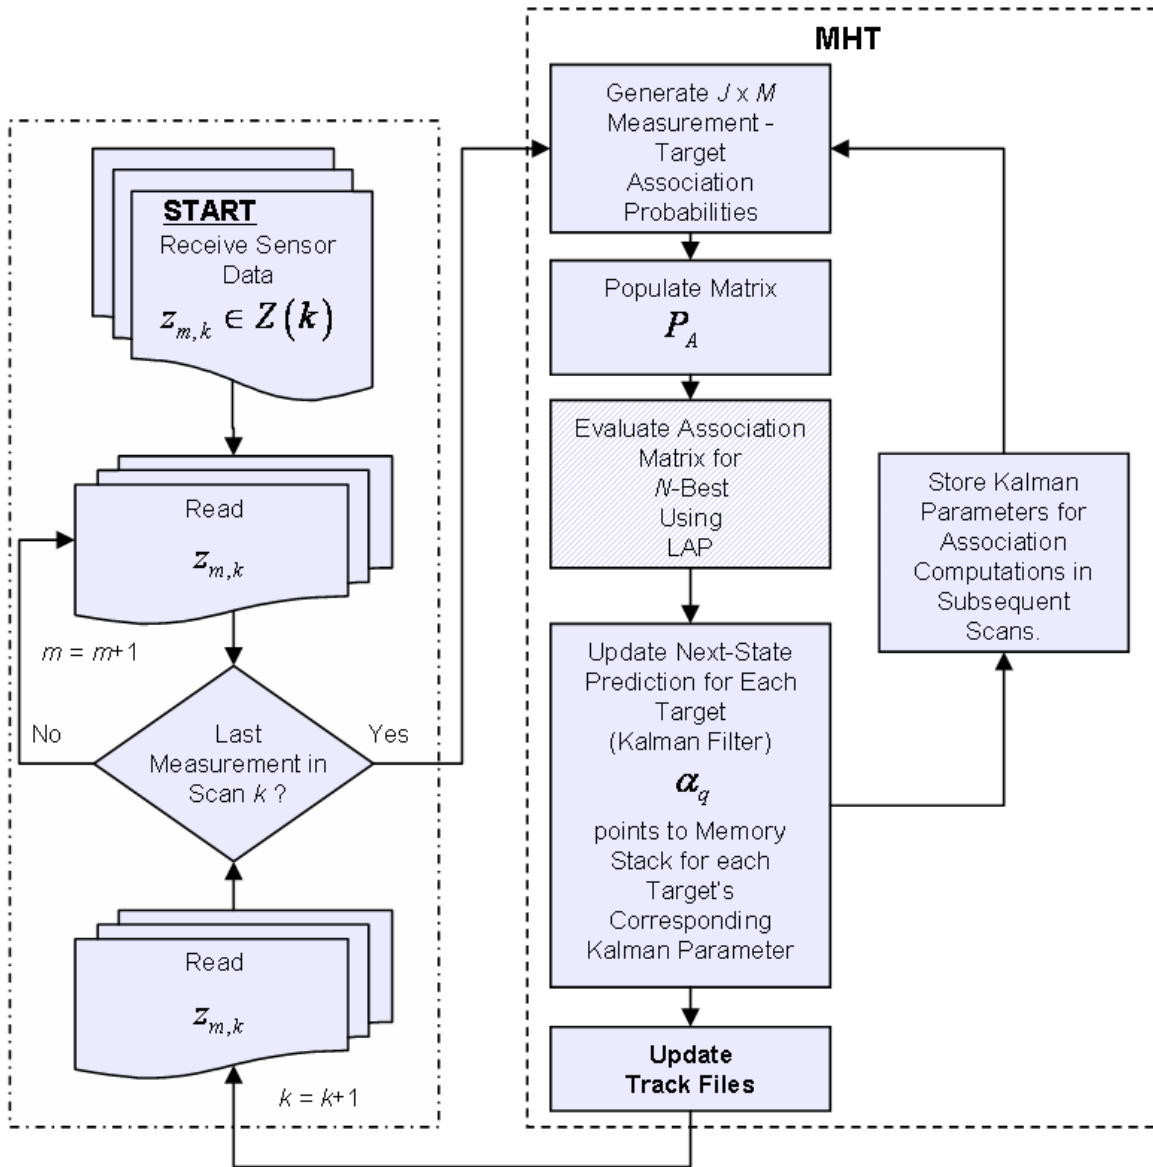 START
Receive Sensor
Data
z_{m,k} ∈ Z(k)
Read
z_{m,k}
m = m+1
No
Last
Measurement in
Scan k ?
Yes
Read
z_{m,k}
k = k+1
MHT
Generate J x M
Measurement -
Target
Association
Probabilities
Populate Matrix
P_A
Evaluate Association
Matrix for
N-Best
Using
LAP
Update Next-State
Prediction for Each
Target
(Kalman Filter)
α_q
points to Memory
Stack for each
Target's
Corresponding
Kalman Parameter
Store Kalman
Parameters for
Association
Computations in
Subsequent
Scans.
Update
Track Files